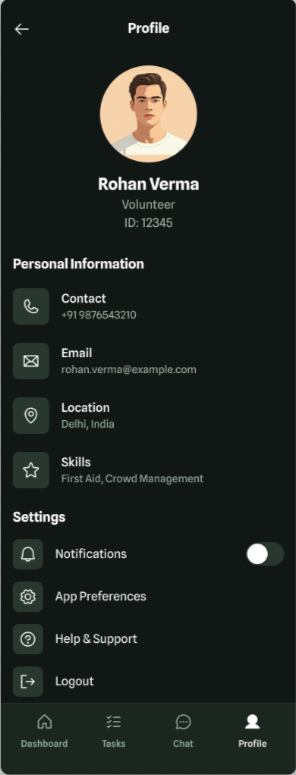 Profile
Rohan Verma
Volunteer
ID: 12345
Personal Information
Contact
+91 9876543210
Email
rohan.verma@example.com
Location
Delhi, India
Skills
First Aid, Crowd Management
Settings
Notifications
App Preferences
Help & Support
Logout
Dashboard Tasks Chat Profile